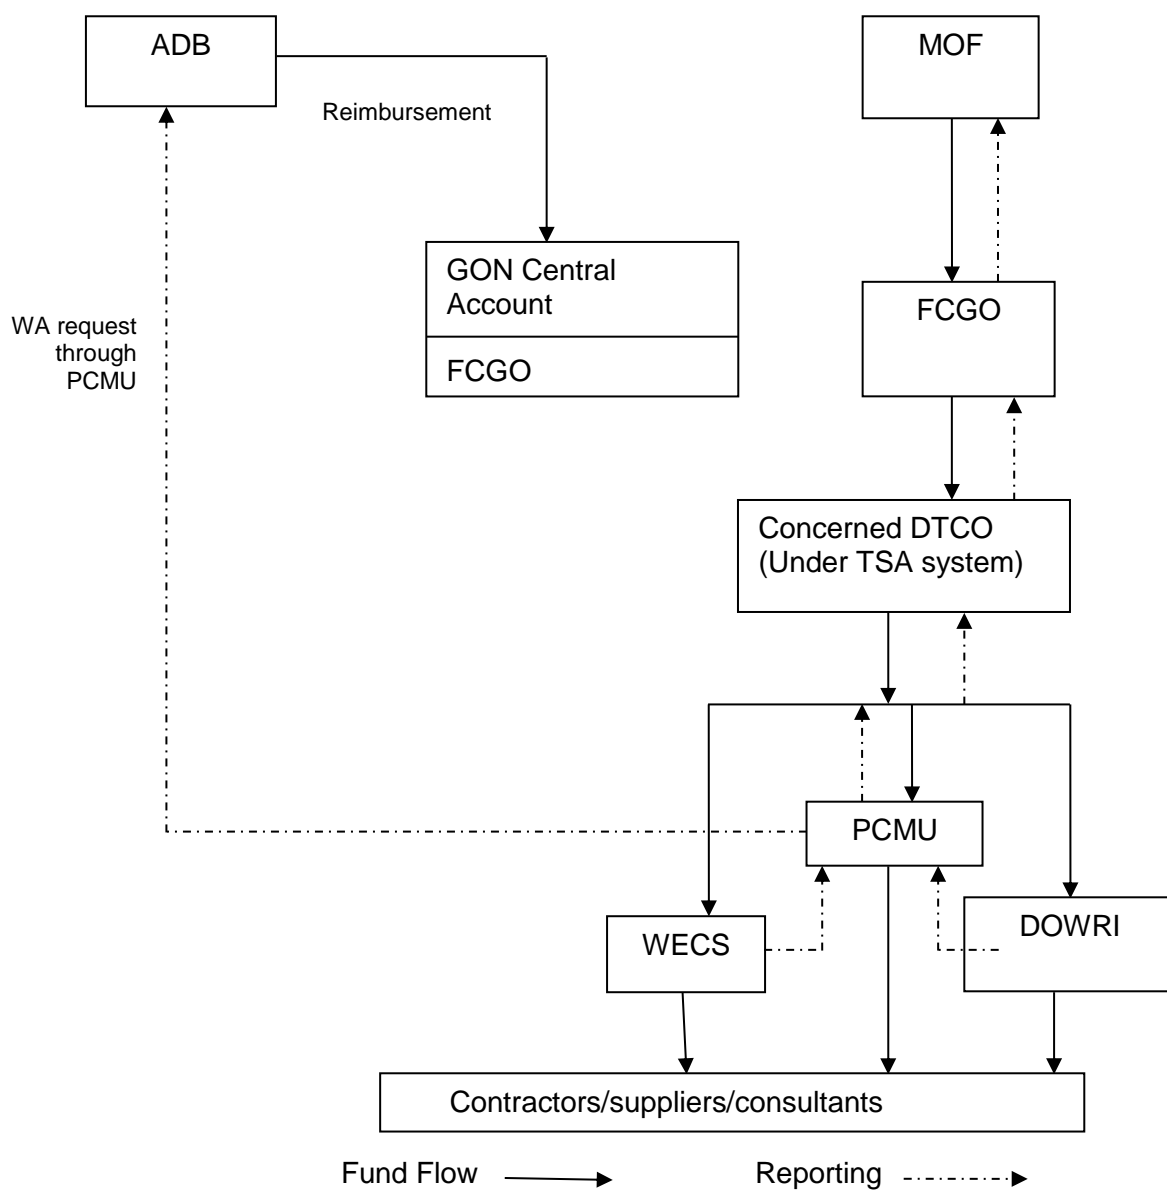 ADB
MOF
Reimbursement
GON Central
Account
FCGO
FCGO
WA request
through
PCMU
Concerned DTCO
(Under TSA system)
PCMU
WECS
DOWRI
Contractors/suppliers/consultants
Fund Flow
Reporting